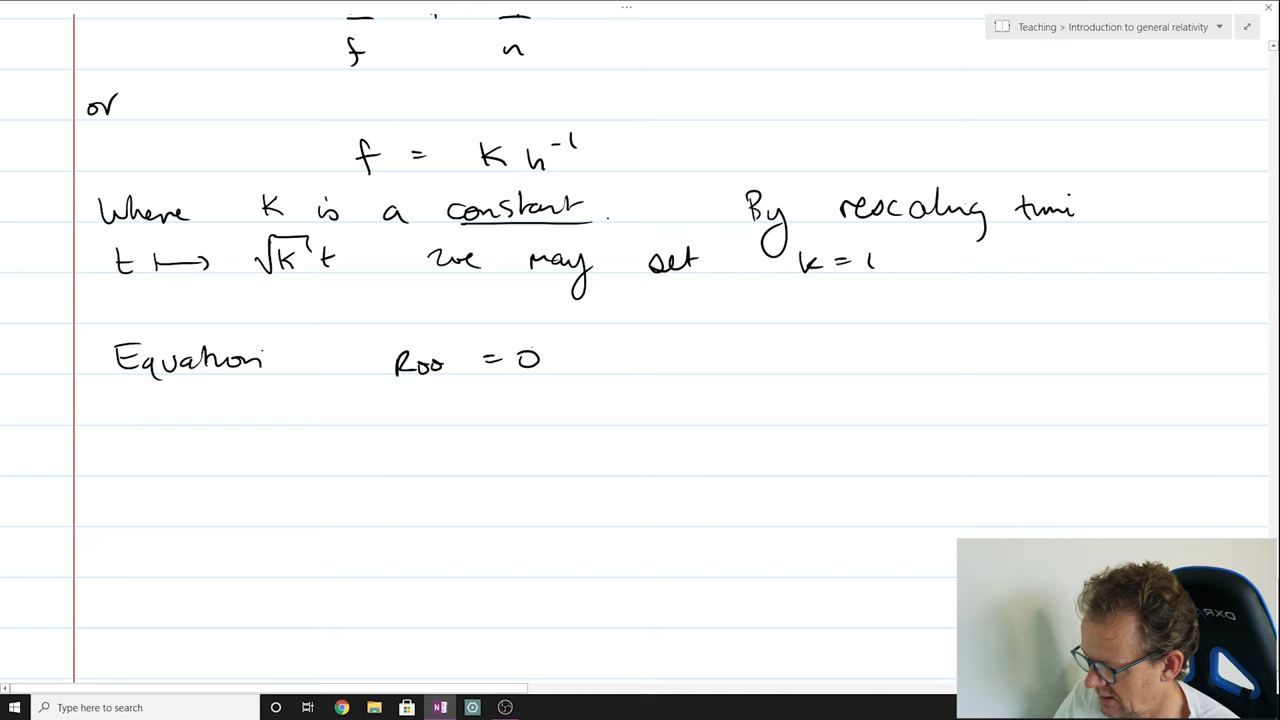 ...
Teaching > Introduction to general relativity
f n
or
f = K h⁻¹
Where K is a constant. By rescaling time
t ⟼ √K t we may set K = 1
Equation R₀₀ = 0
DXRA
Type here to search